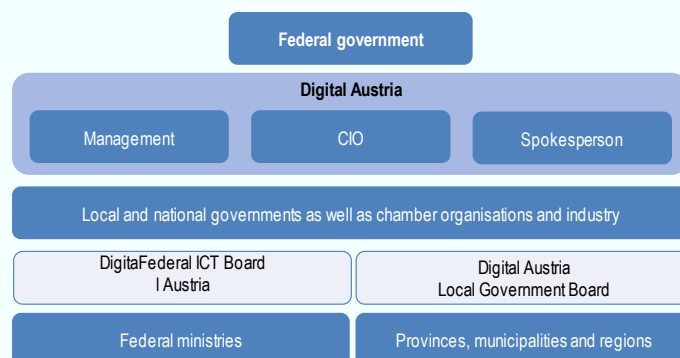 Federal government
Digital Austria
Management
CIO
Spokesperson
Local and national governments as well as chamber organisations and industry
DigitaFederal ICT Board
l Austria
Digital Austria
Local Government Board
Federal ministries
Provinces, municipalities and regions